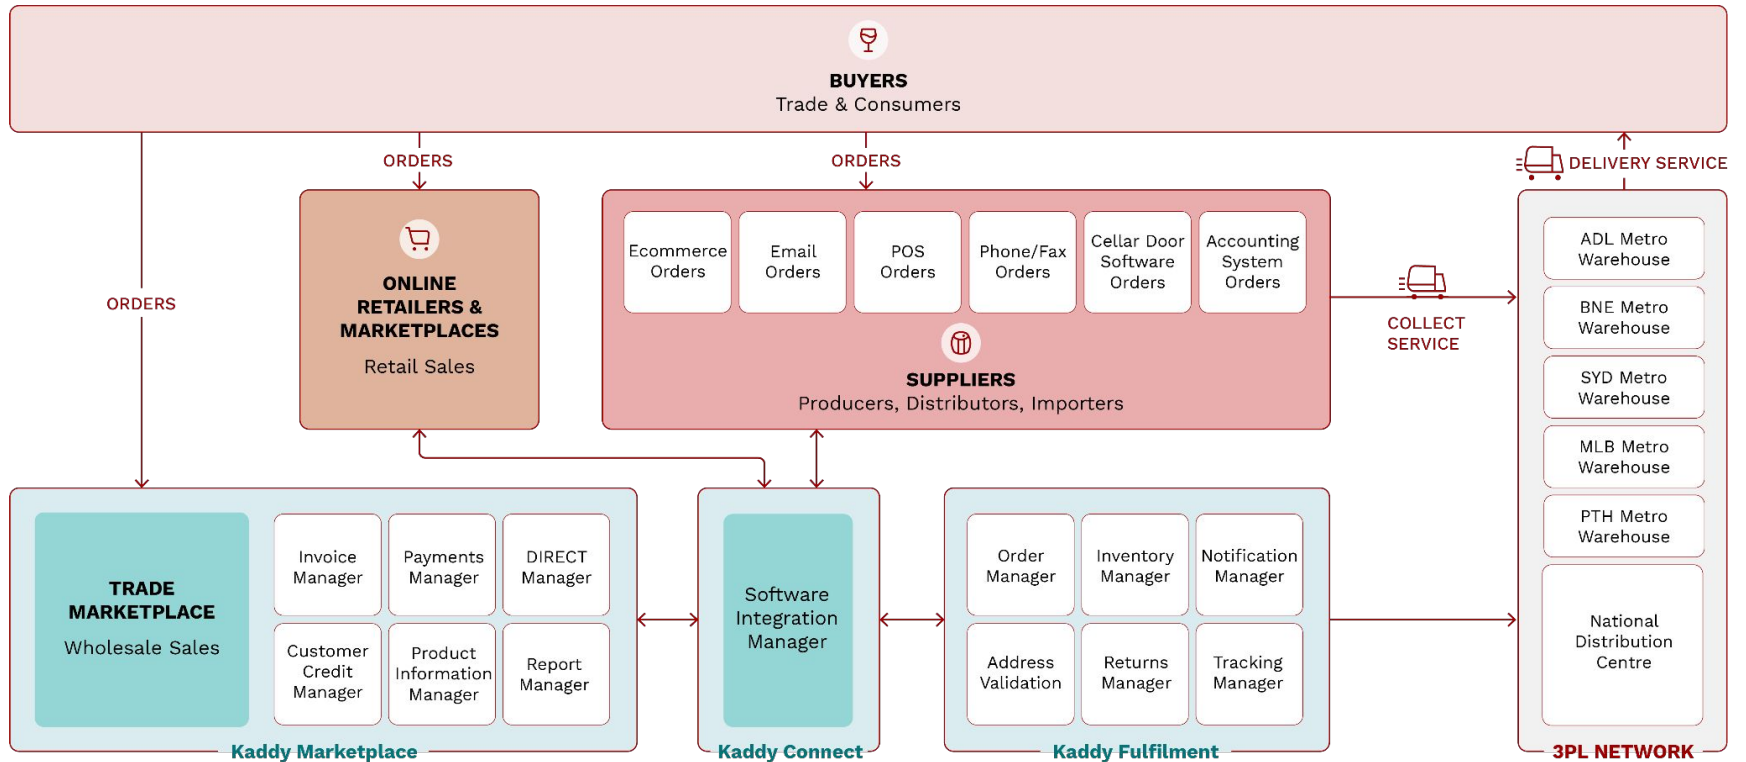 BUYERS
Trade & Consumers
ORDERS
ORDERS
ORDERS
DELIVERY SERVICE
ONLINE
RETAILERS &
MARKETPLACES
Retail Sales
Ecommerce
Orders
Email
Orders
POS
Orders
Phone/Fax
Orders
Cellar Door
Software
Orders
Accounting
System
Orders
SUPPLIERS
Producers, Distributors, Importers
COLLECT
SERVICE
ADL Metro
Warehouse
BNE Metro
Warehouse
SYD Metro
Warehouse
MLB Metro
Warehouse
PTH Metro
Warehouse
National
Distribution
Centre
3PL NETWORK
TRADE
MARKETPLACE
Wholesale Sales
Invoice
Manager
Payments
Manager
DIRECT
Manager
Customer
Credit
Manager
Product
Information
Manager
Report
Manager
Kaddy Marketplace
Software
Integration
Manager
Kaddy Connect
Order
Manager
Inventory
Manager
Notification
Manager
Address
Validation
Returns
Manager
Tracking
Manager
Kaddy Fulfilment